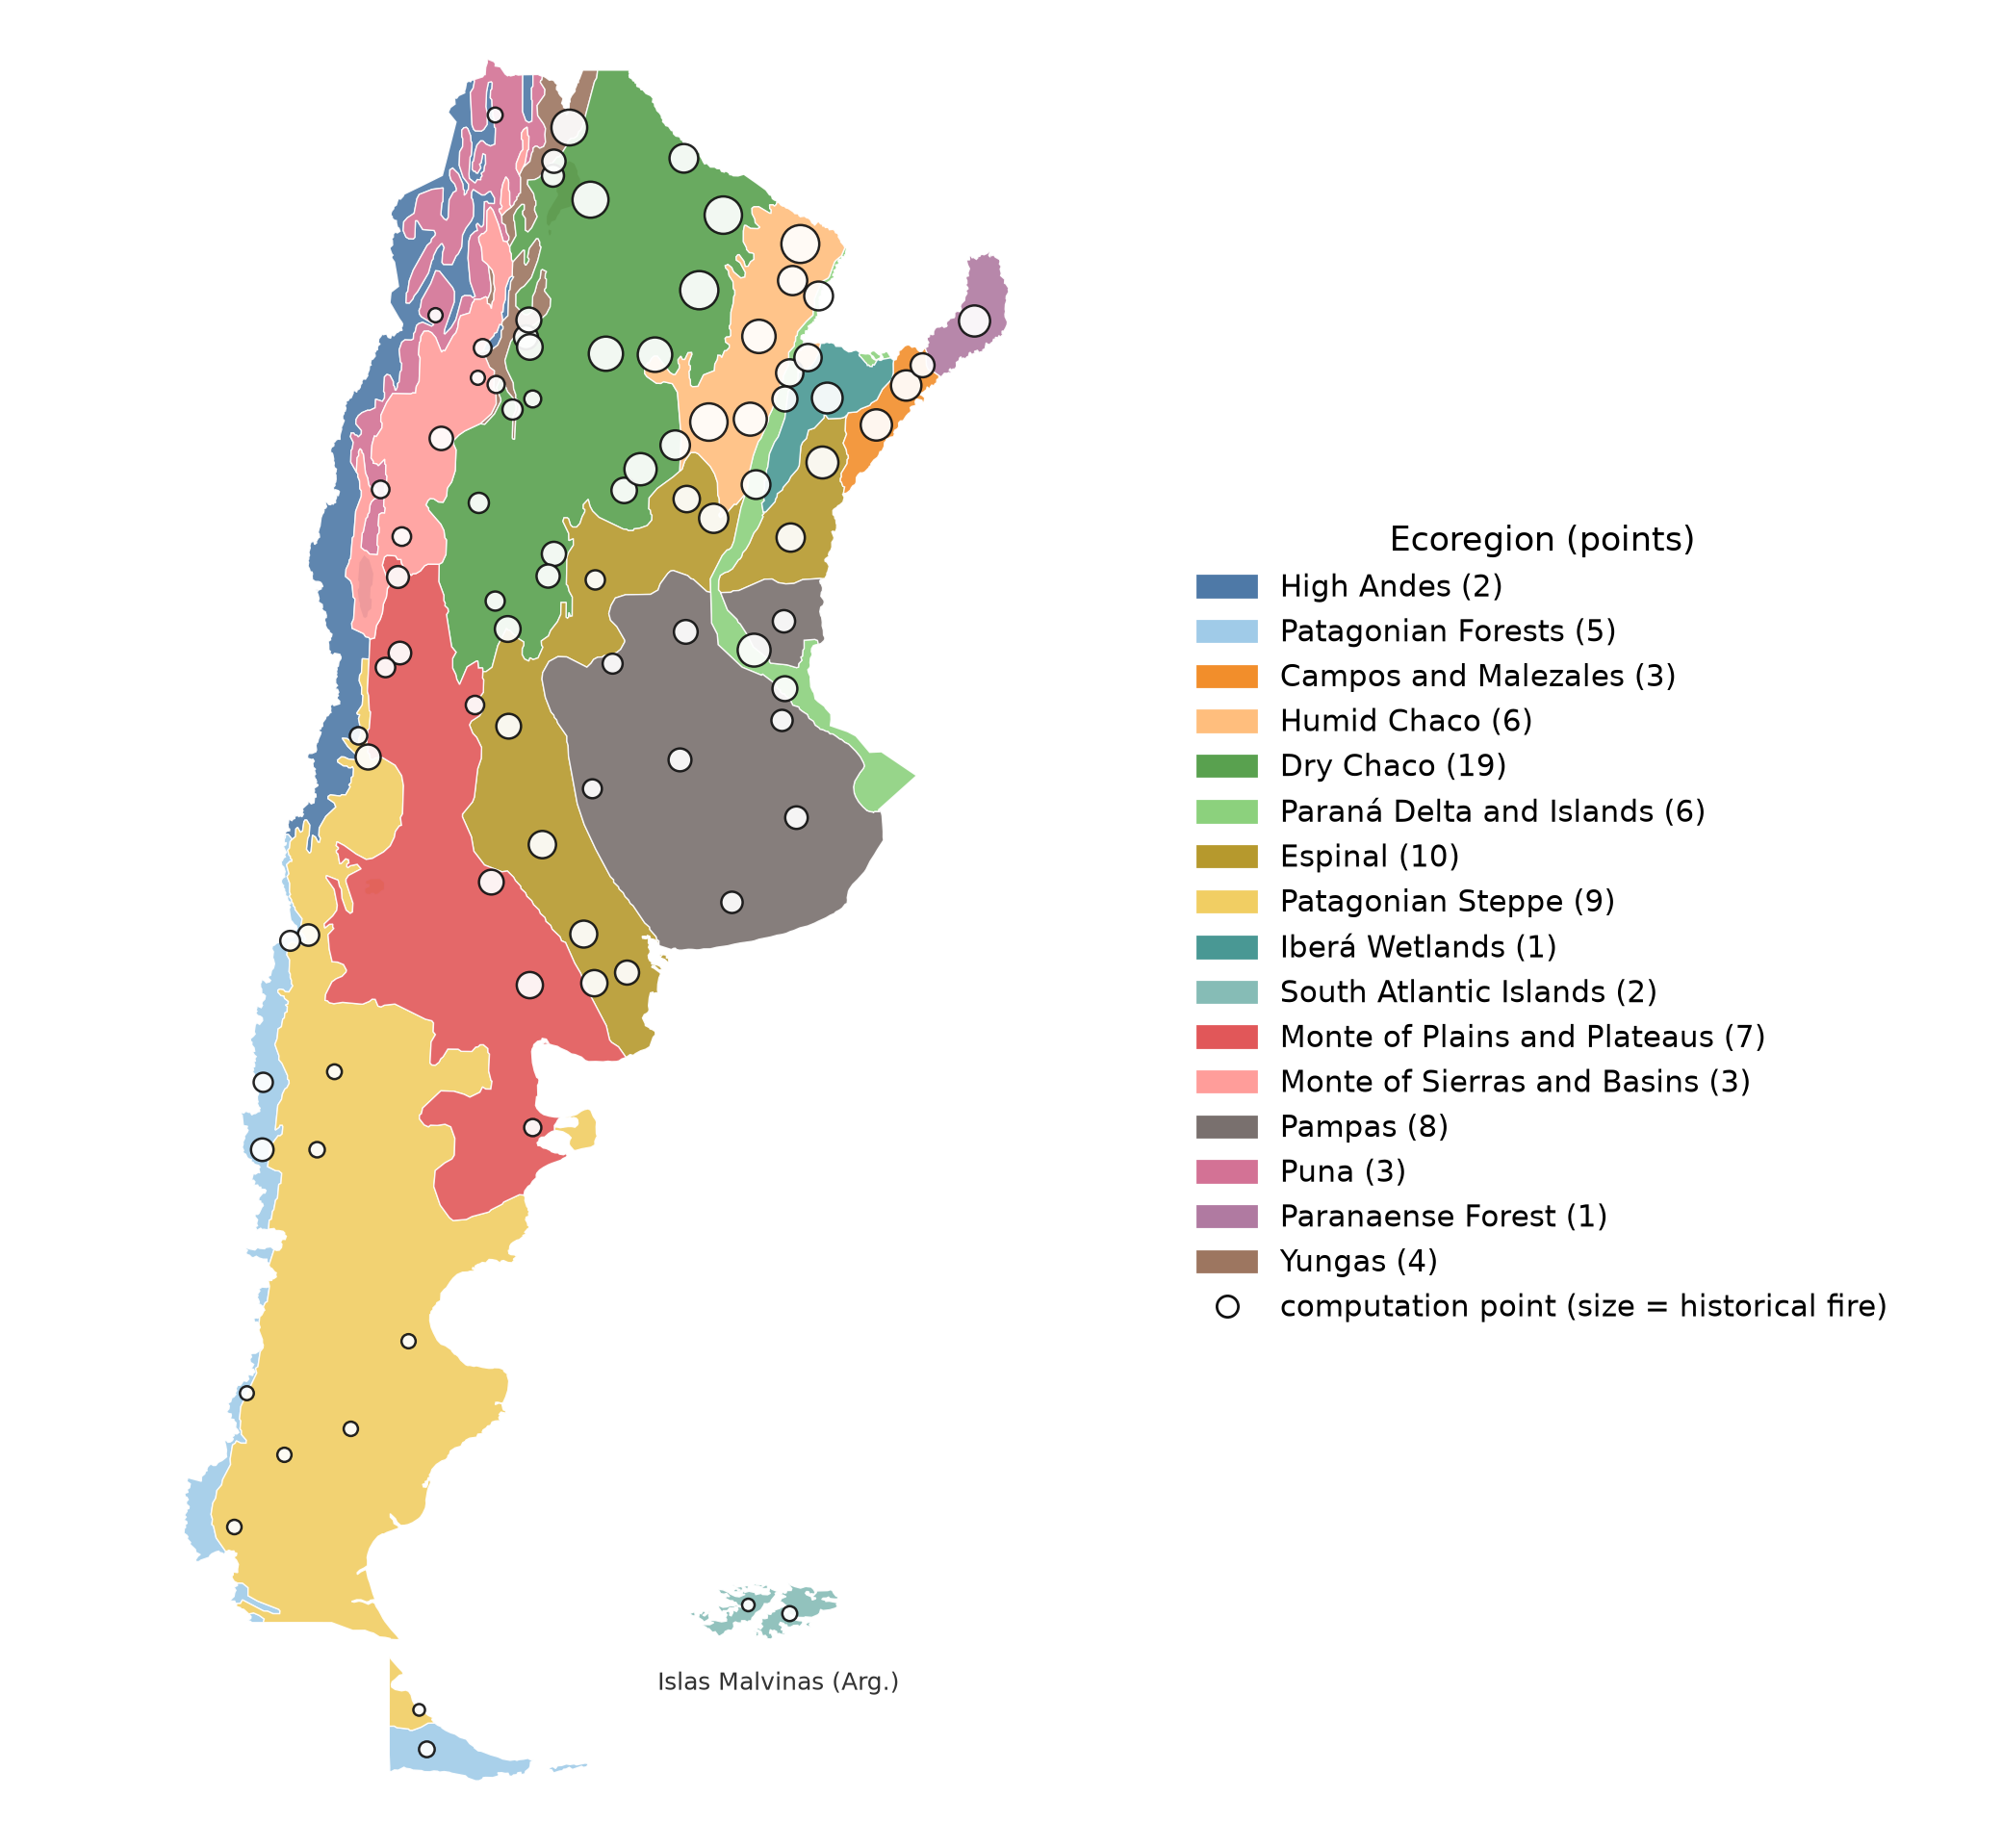 Ecoregion (points)
High Andes (2)
Patagonian Forests (5)
Campos and Malezales (3)
Humid Chaco (6)
Dry Chaco (19)
Paraná Delta and Islands (6)
Espinal (10)
Patagonian Steppe (9)
Iberá Wetlands (1)
South Atlantic Islands (2)
Monte of Plains and Plateaus (7)
Monte of Sierras and Basins (3)
Pampas (8)
Puna (3)
Paranaense Forest (1)
Yungas (4)
computation point (size = historical fire)
Islas Malvinas (Arg.)